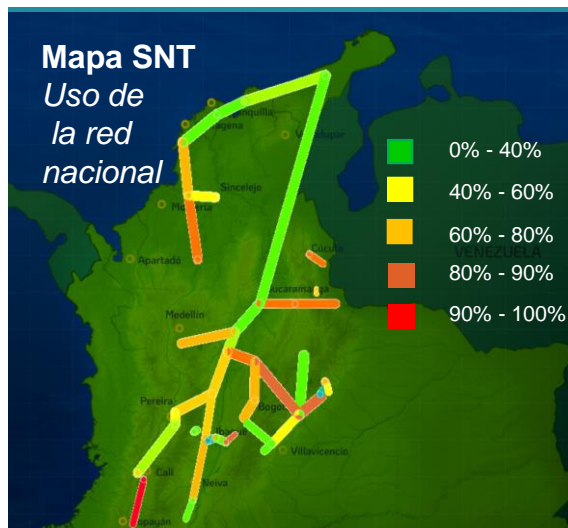 Mapa SNT
Uso de
la red
nacional
0% - 40%
40% - 60%
60% - 80%
80% - 90%
90% - 100%
VENEZUELA
Sincelejo
Apartadó
Cúcuta
Medellín
Pereira
Villavicencio
Cali
Neiva